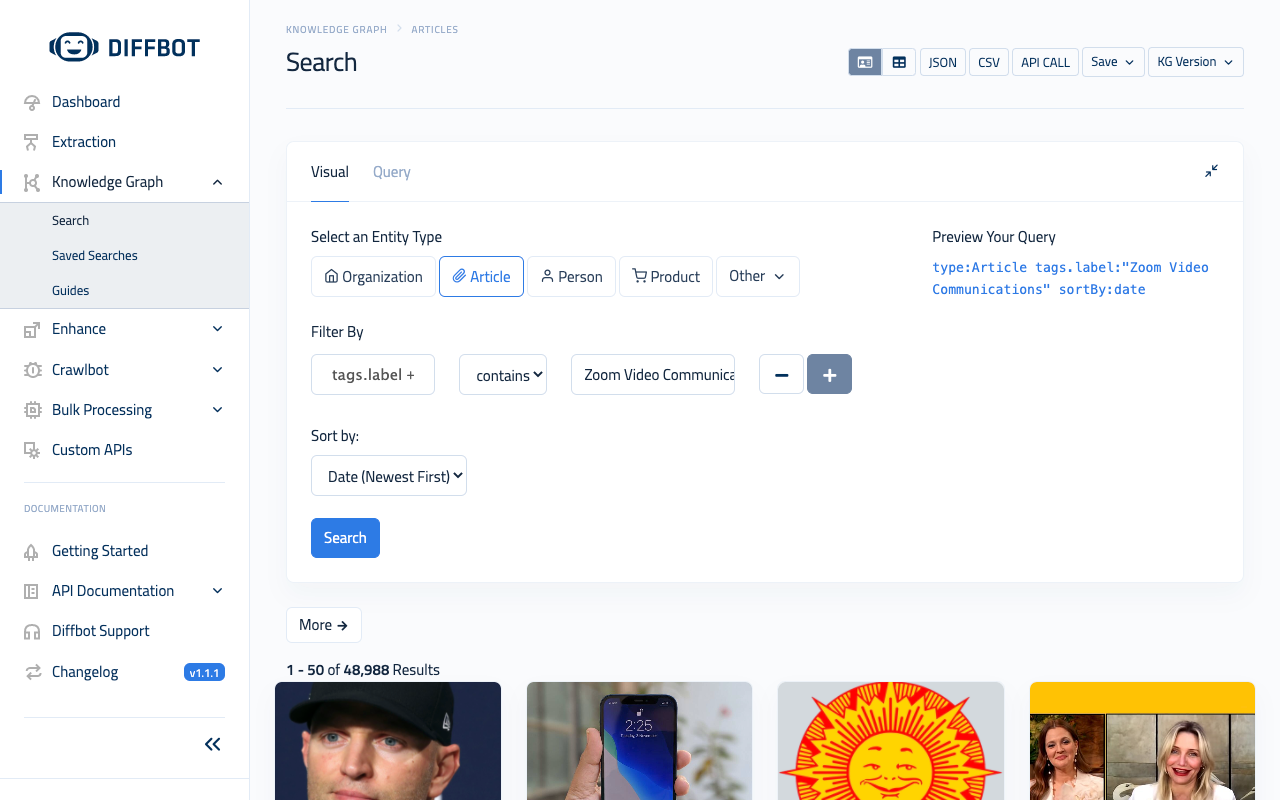 DIFFBOT
Dashboard
Extraction
Knowledge Graph
Search
Saved Searches
Guides
Enhance
Crawlbot
Bulk Processing
Custom APIs
DOCUMENTATION
Getting Started
API Documentation
Diffbot Support
Changelog v1.1.1
KNOWLEDGE GRAPH > ARTICLES
Search
JSON CSV API CALL Save KG Version
Visual Query
Select an Entity Type
Organization Article Person Product Other
Filter By
tags.label + contains Zoom Video Communica
Sort by:
Date (Newest First)
Search
Preview Your Query
type:Article tags.label:"Zoom Video
Communications" sortBy:date
More →
1 - 50 of 48,988 Results
2:25